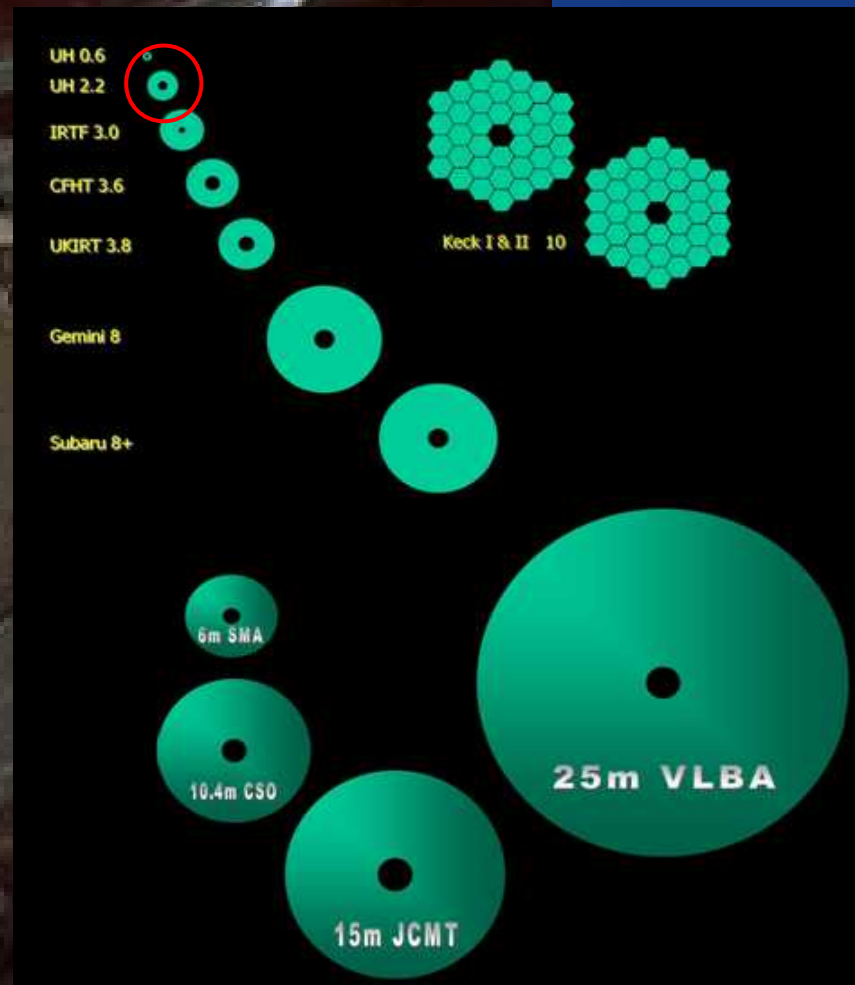 UH 0.6
UH 2.2
IRTF 3.0
CFHT 3.6
UKIRT 3.8
Keck I & II 10
Gemini 8
Subaru 8+
6m SMA
10.4m CSO
25m VLBA
15m JCMT